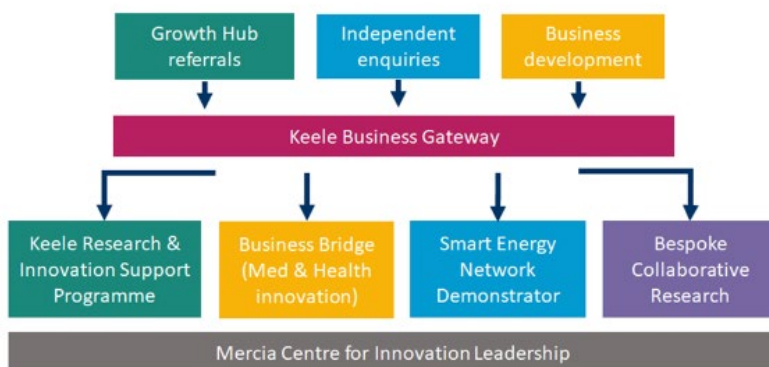 Growth Hub
referrals
Independent
enquiries
Business
development
Keele Business Gateway
Keele Research &
Innovation Support
Programme
Business Bridge
(Med & Health
innovation)
Smart Energy
Network
Demonstrator
Bespoke
Collaborative
Research
Mercia Centre for Innovation Leadership